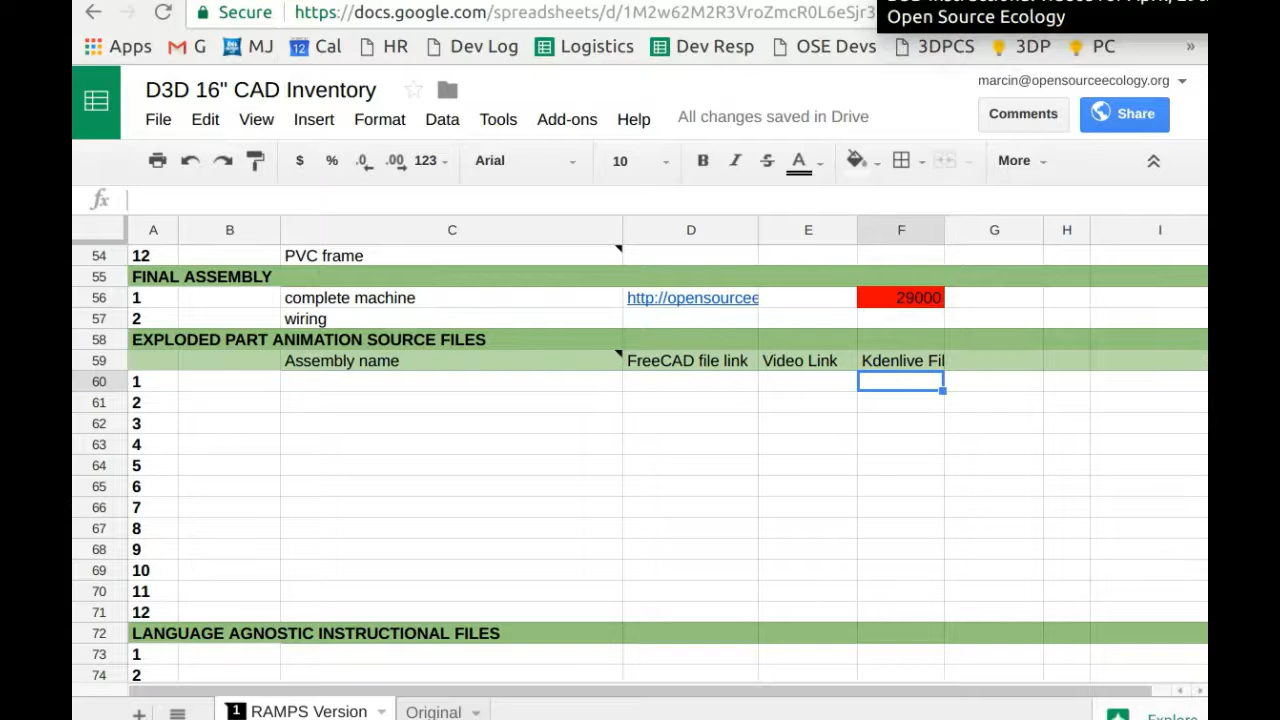 Secure https://docs.google.com/spreadsheets/d/1M2w62M2R3VroZmcR0L6eSjr3
Open Source Ecology
Apps G MJ 12 Cal HR Dev Log Logistics Dev Resp OSE Devs 3DPCS 3DP PC »
D3D 16" CAD Inventory
marcin@opensourceecology.org
File Edit View Insert Format Data Tools Add-ons Help All changes saved in Drive
Comments Share
$ % .0 .00 123 Arial 10 B I S A More
fx
A B C D E F G H I
54 12 PVC frame
55 FINAL ASSEMBLY
56 1 complete machine http://opensourcee 29000
57 2 wiring
58 EXPLODED PART ANIMATION SOURCE FILES
59 Assembly name FreeCAD file link Video Link Kdenlive Fil
60 1
61 2
62 3
63 4
64 5
65 6
66 7
67 8
68 9
69 10
70 11
71 12
72 LANGUAGE AGNOSTIC INSTRUCTIONAL FILES
73 1
74 2
1 RAMPS Version Original Explore